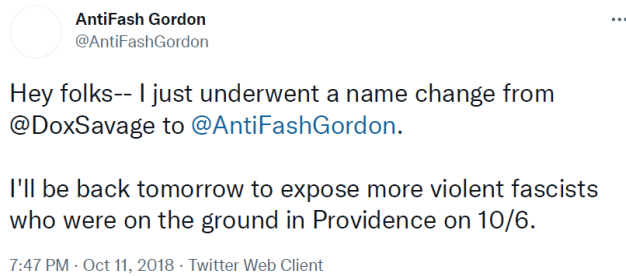 AntiFash Gordon
@AntiFashGordon
Hey folks-- I just underwent a name change from
@DoxSavage to @AntiFashGordon.
I'll be back tomorrow to expose more violent fascists
who were on the ground in Providence on 10/6.
7:47 PM · Oct 11, 2018 · Twitter Web Client